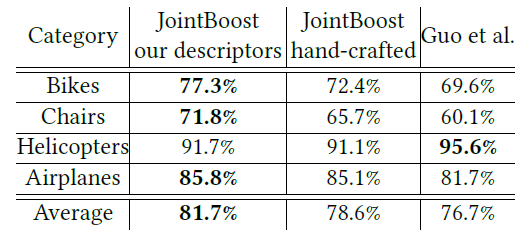 Category JointBoost our descriptors JointBoost hand-crafted Guo et al.
Bikes 77.3% 72.4% 69.6%
Chairs 71.8% 65.7% 60.1%
Helicopters 91.7% 91.1% 95.6%
Airplanes 85.8% 85.1% 81.7%
Average 81.7% 78.6% 76.7%